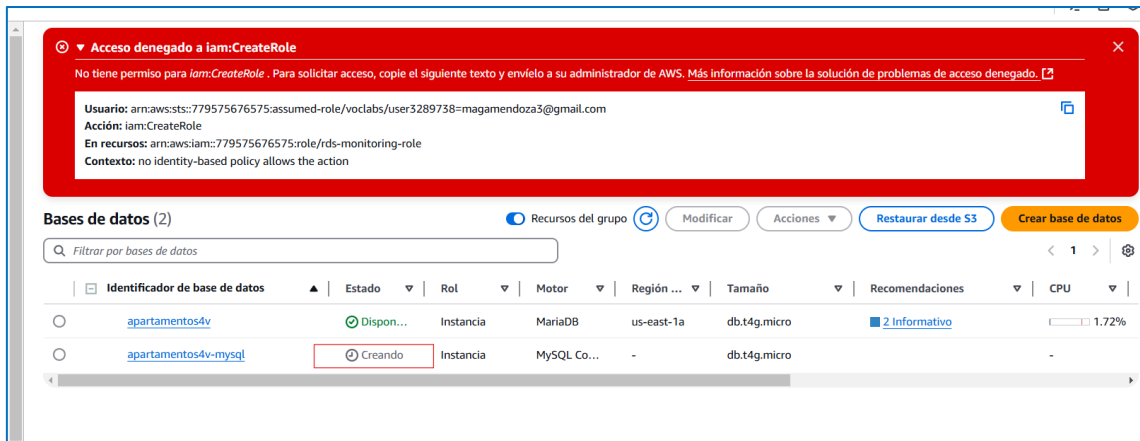 Acceso denegado a iam:CreateRole
No tiene permiso para iam:CreateRole . Para solicitar acceso, copie el siguiente texto y envíelo a su administrador de AWS. Más información sobre la solución de problemas de acceso denegado.
Usuario: arn:aws:sts::779575676575:assumed-role/voclabs/user3289738=magamendoza3@gmail.com
Acción: iam:CreateRole
En recursos: arn:aws:iam::779575676575:role/rds-monitoring-role
Contexto: no identity-based policy allows the action
Bases de datos (2) Recursos del grupo Modificar Acciones Restaurar desde S3 Crear base de datos
Filtrar por bases de datos 1
Identificador de base de datos Estado Rol Motor Región ... Tamaño Recomendaciones CPU
apartamentos4v Dispon... Instancia MariaDB us-east-1a db.t4g.micro 2 Informativo 1.72%
apartamentos4v-mysql Creando Instancia MySQL Co... - db.t4g.micro -